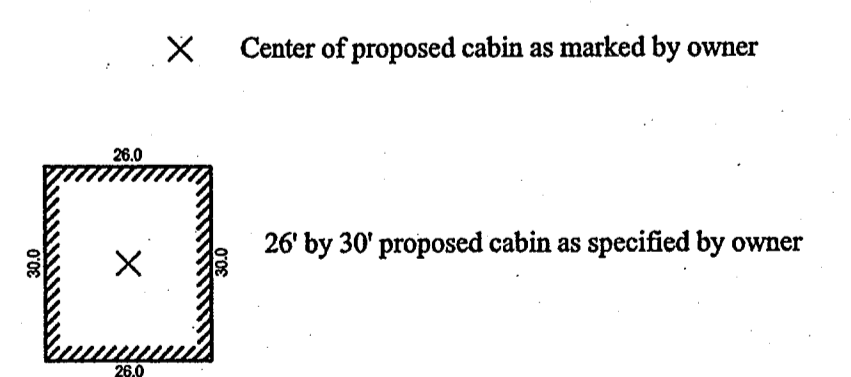 Center of proposed cabin as marked by owner
26.0
30.0
30.0
26' by 30' proposed cabin as specified by owner
26.0